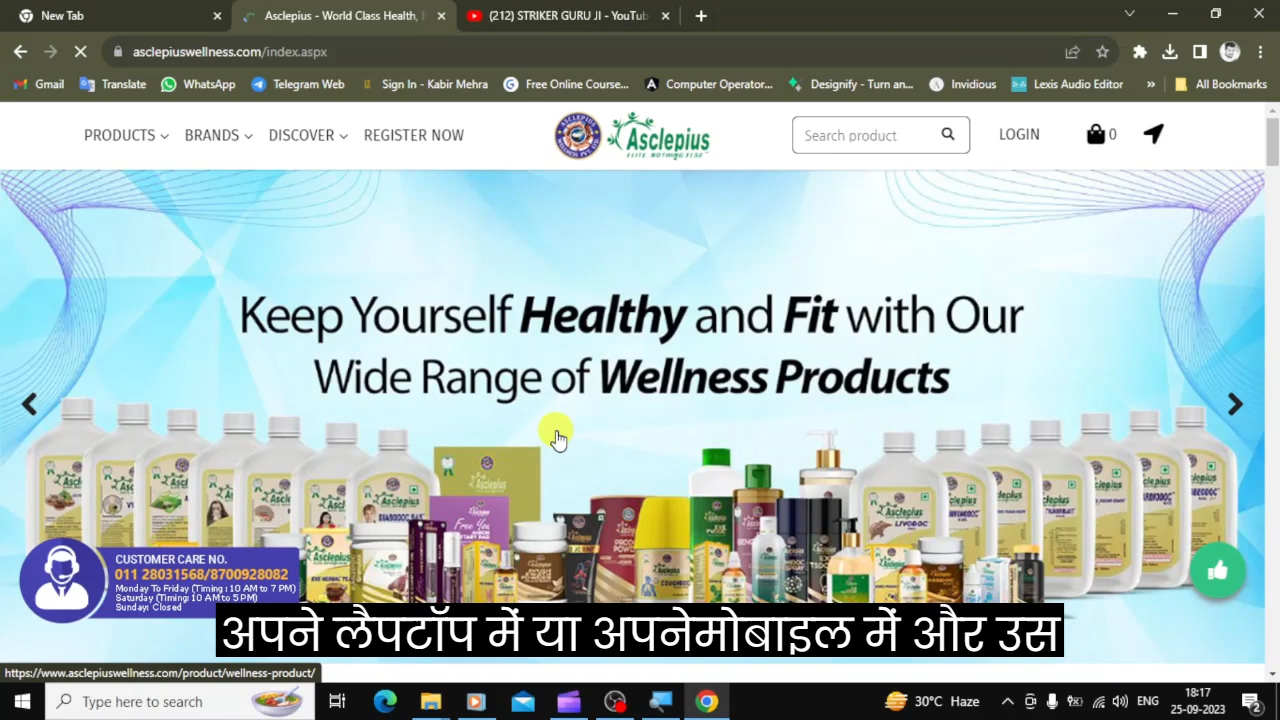 New Tab
Asclepius - World Class Health,
(212) STRIKER GURU JI - YouTub
asclepiuswellness.com/index.aspx
Gmail Translate WhatsApp Telegram Web Sign In - Kabir Mehra Free Online Course... Computer Operator... Designify - Turn an... Invidious Lexis Audio Editor » All Bookmarks
PRODUCTS BRANDS DISCOVER REGISTER NOW
Asclepius
ELITE. NOTHING ELSE
Search product
LOGIN
0
Keep Yourself Healthy and Fit with Our
Wide Range of Wellness Products
CUSTOMER CARE NO.
011 28031568/8700928082
Monday To Friday (Timing : 10 AM to 7 PM)
Saturday (Timing: 10 AM to 5 PM)
Sunday: Closed
अपने लैपटॉप में या अपनेमोबाइल में और उस
https://www.asclepiuswellness.com/product/wellness-product/
Type here to search
30°C Haze
ENG
18:17
25-09-2023
2